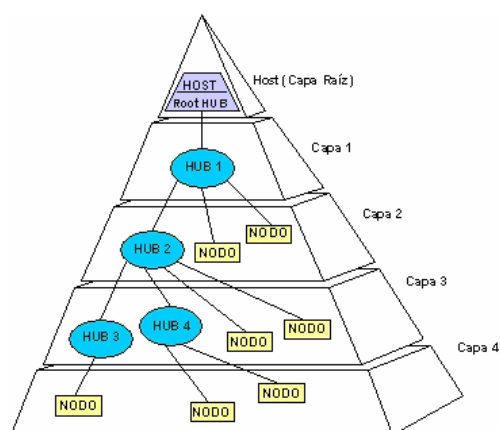 HOST
Root HUB
Host (Capa Raíz)
Capa 1
HUB 1
Capa 2
NODO
NODO
HUB 2
Capa 3
NODO
NODO
HUB 3
HUB 4
Capa 4
NODO
NODO
NODO